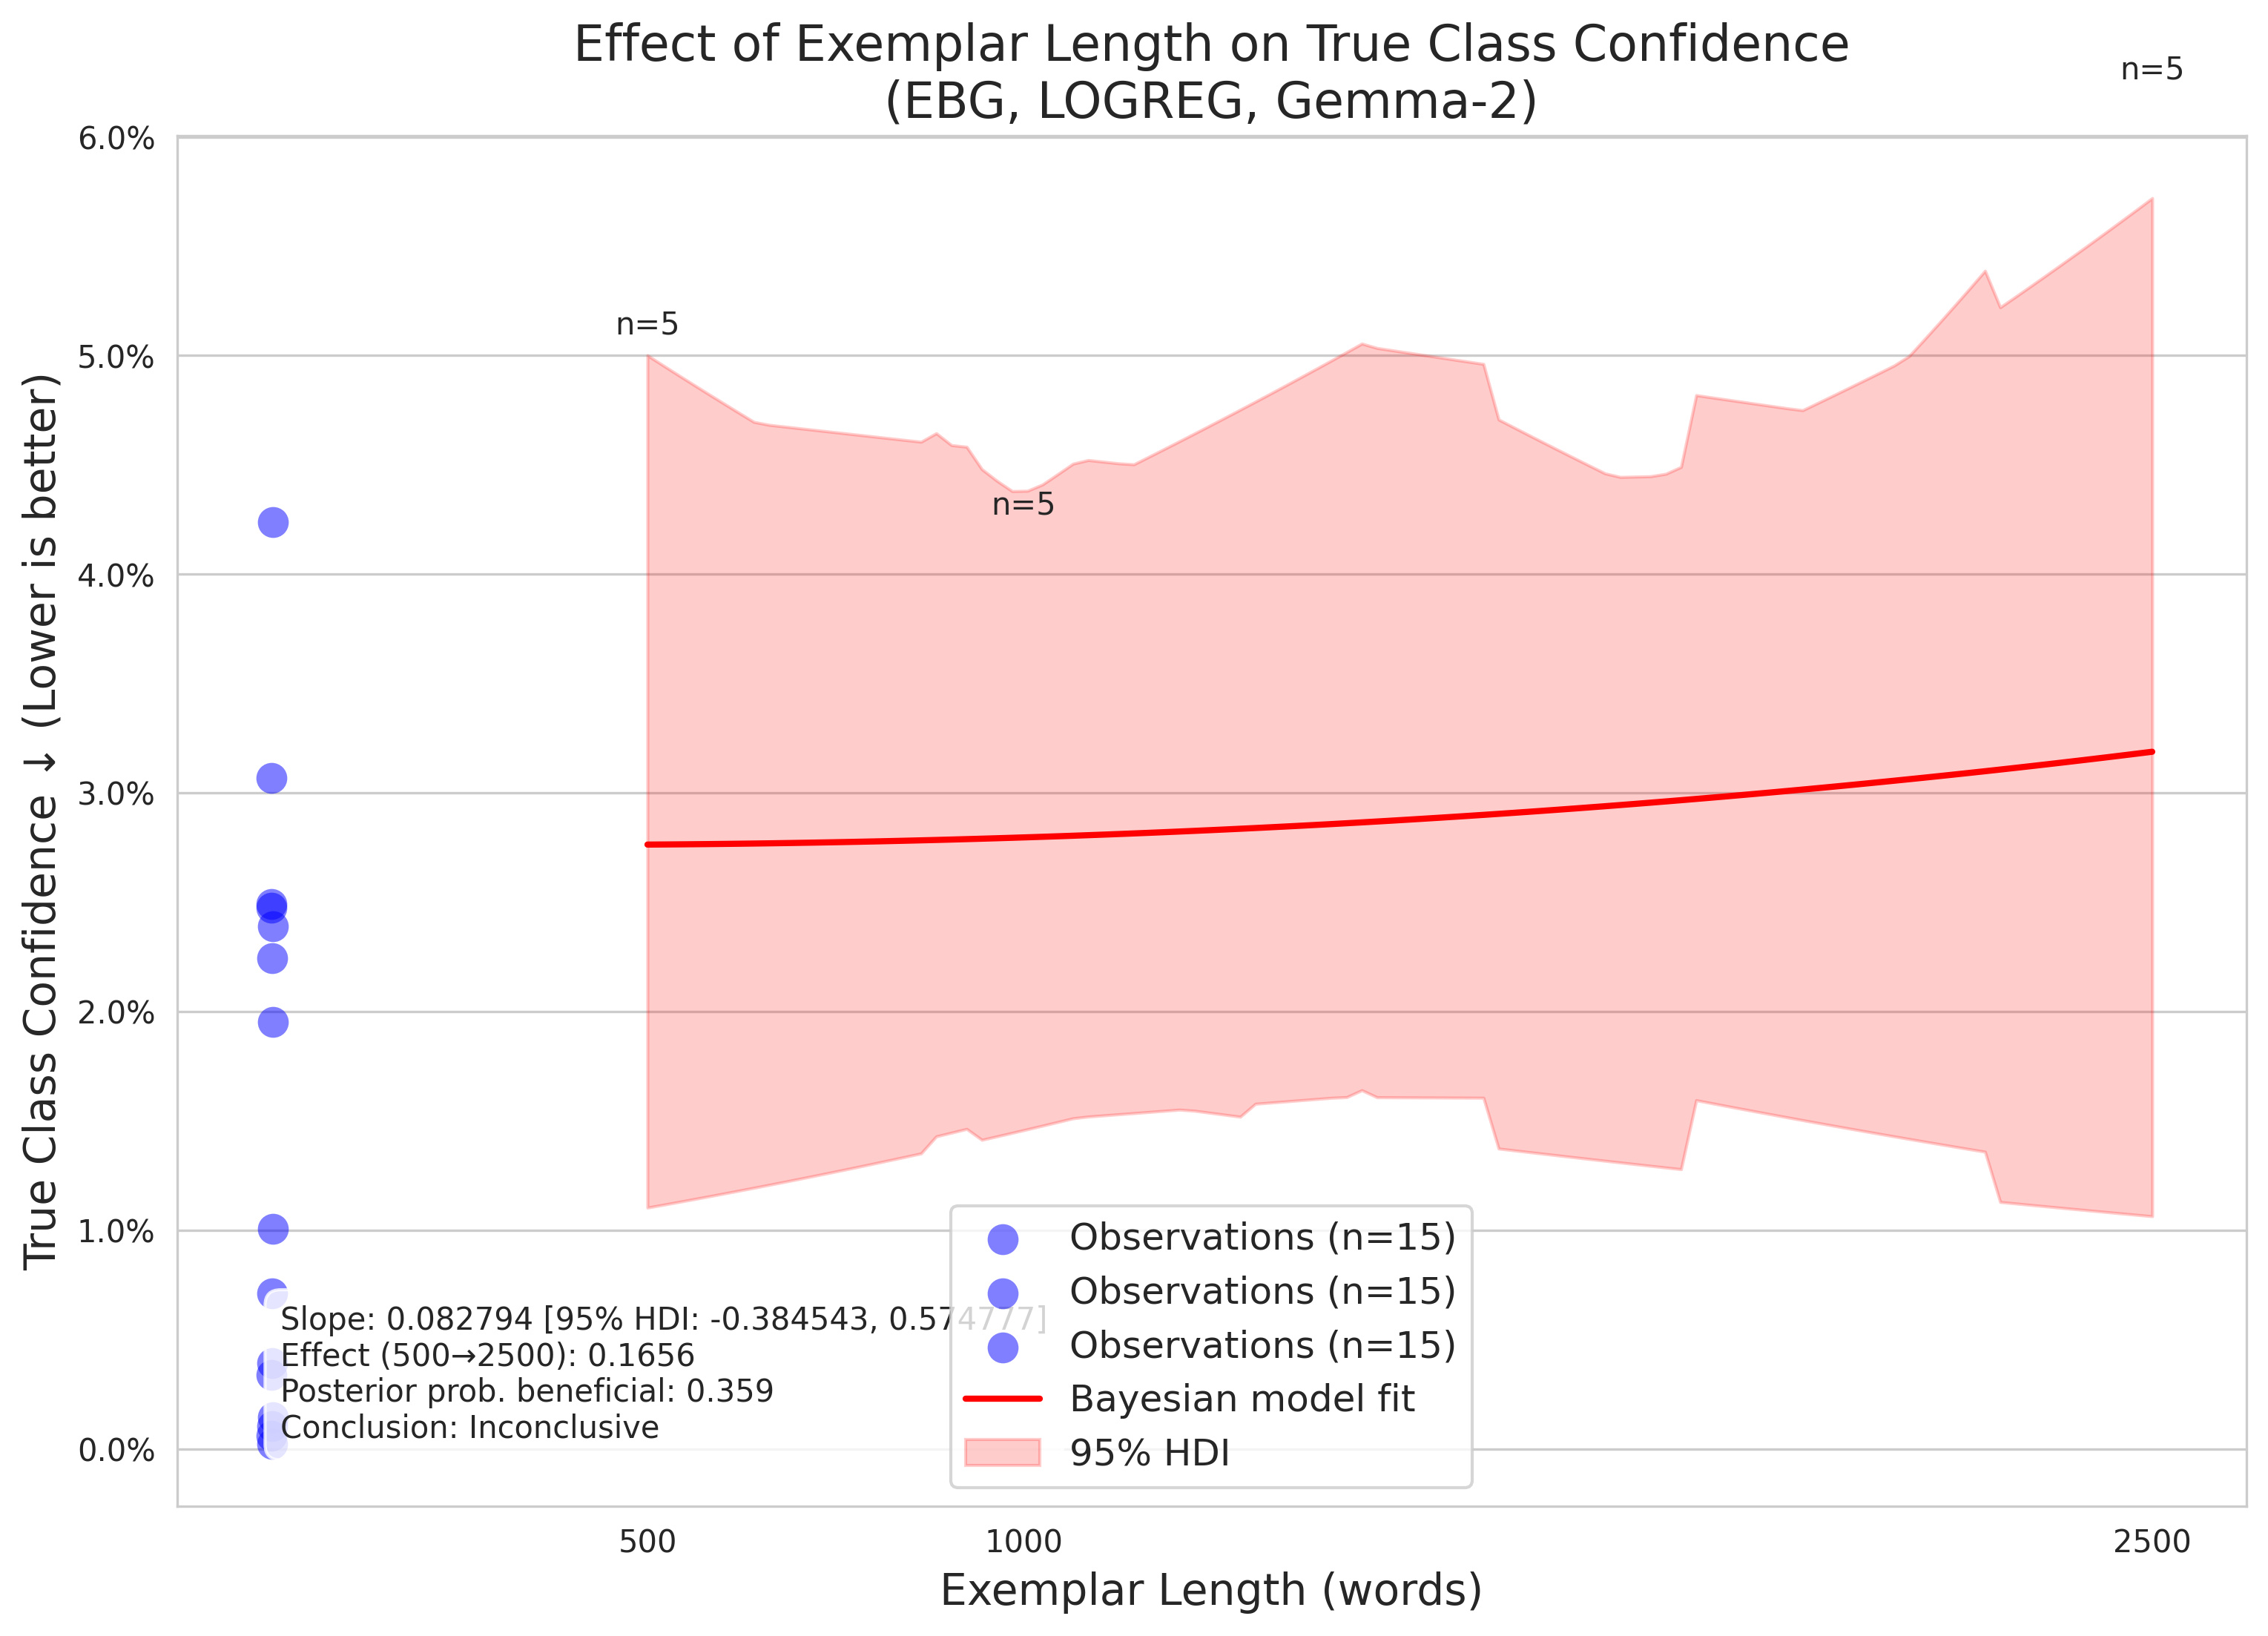 Effect of Exemplar Length on True Class Confidence
(EBG, LOGREG, Gemma-2)
n=5
6.0%
n=5
5.0%
n=5
4.0%
3.0%
2.0%
1.0%
0.0%
True Class Confidence ↓ (Lower is better)
Slope: 0.082794 [95% HDI: -0.384543, 0.574777]
Effect (500→2500): 0.1656
Posterior prob. beneficial: 0.359
Conclusion: Inconclusive
Observations (n=15)
Observations (n=15)
Observations (n=15)
Bayesian model fit
95% HDI
500
1000
2500
Exemplar Length (words)